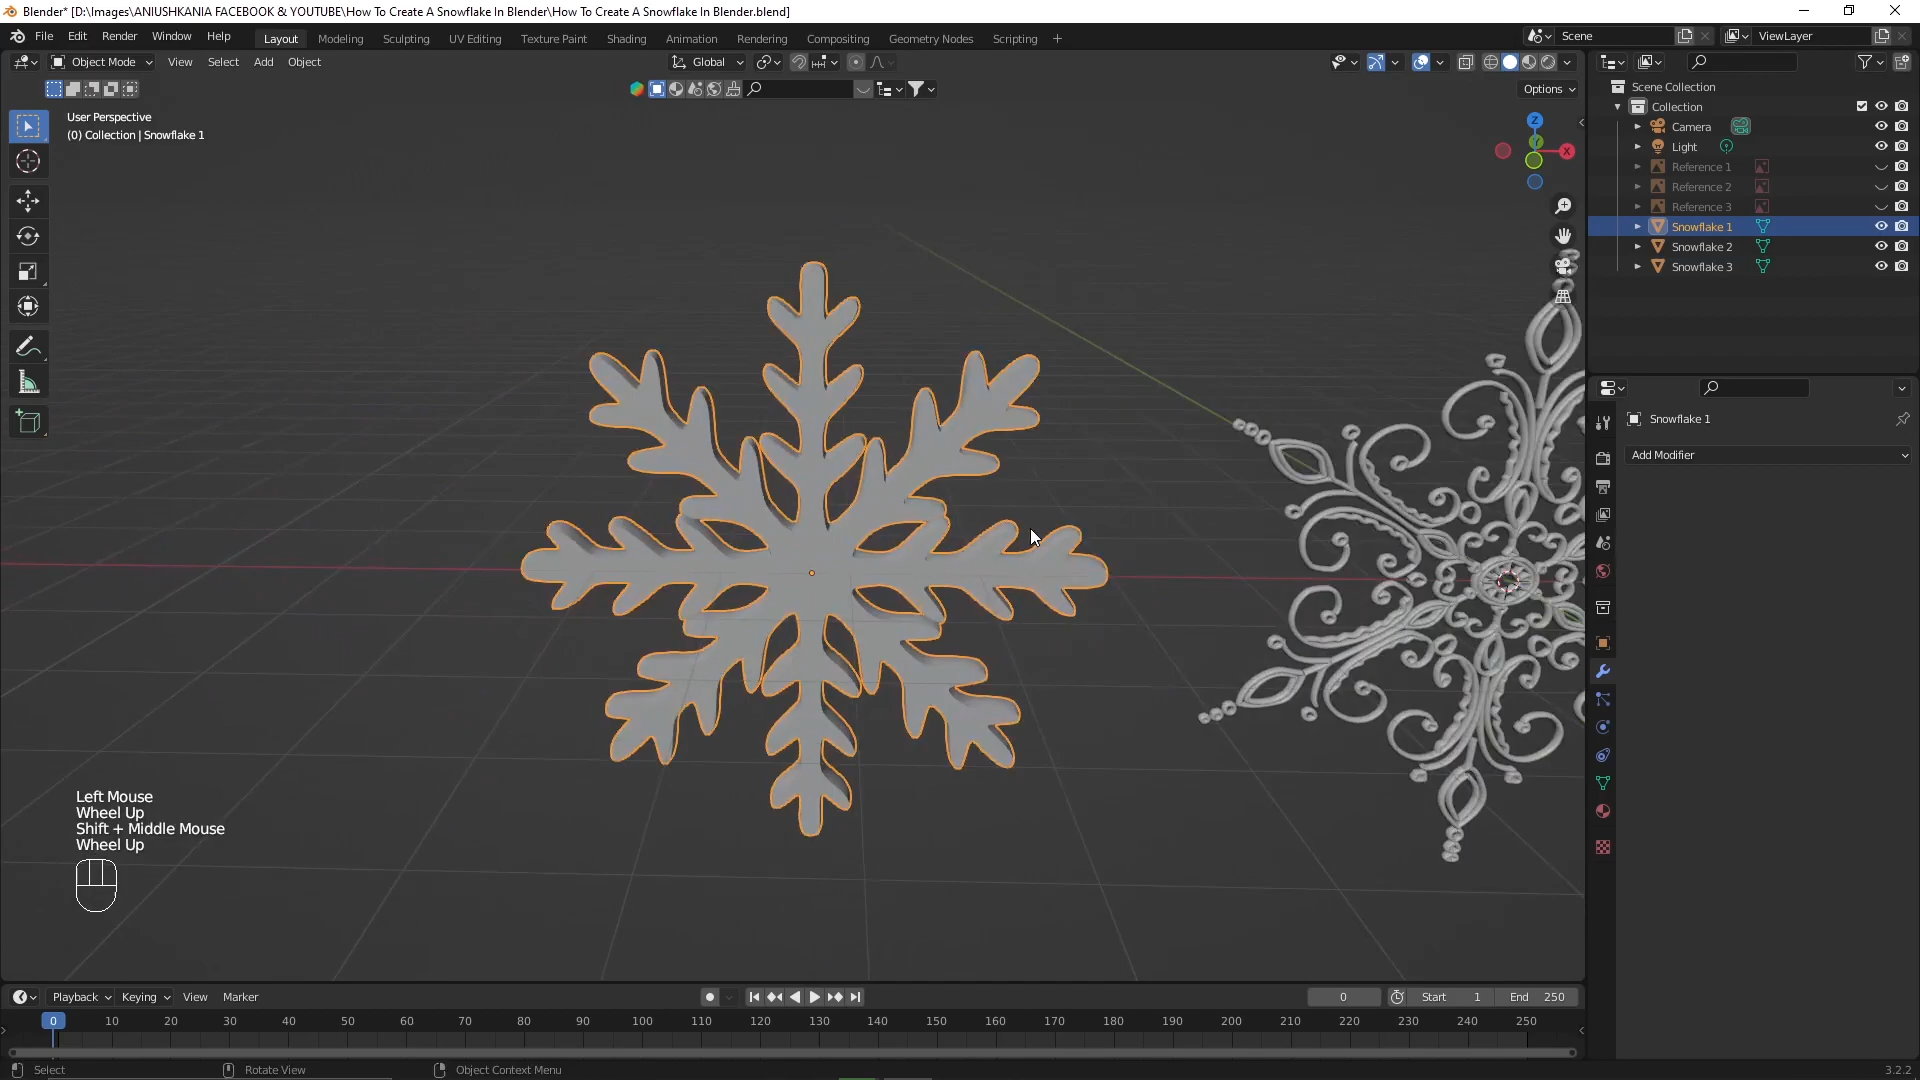 Blender* [D:\Images\ANIUSHKANIA FACEBOOK & YOUTUBE\How To Create A Snowflake In Blender\How To Create A Snowflake In Blender.blend]
File Edit Render Window Help Layout Modeling Sculpting UV Editing Texture Paint Shading Animation Rendering Compositing Geometry Nodes Scripting Scene ViewLayer
Object Mode View Select Add Object Global
Options
User Perspective
(0) Collection | Snowflake 1
Z
Y
X
Scene Collection
Collection
Camera
Light
Reference 1
Reference 2
Reference 3
Snowflake 1
Snowflake 2
Snowflake 3
Snowflake 1
Add Modifier
Left Mouse
Wheel Up
Shift + Middle Mouse
Wheel Up
Playback Keying View Marker 0 Start 1 End 250
0 10 20 30 40 50 60 70 80 90 100 110 120 130 140 150 160 170 180 190 200 210 220 230 240 250
Select Rotate View Object Context Menu 3.2.2